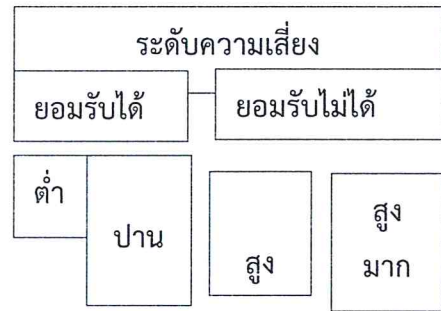 ระดับความเสี่ยง
ยอมรับได้ ยอมรับไม่ได้
ต่ำ ปาน สูง สูง
มาก